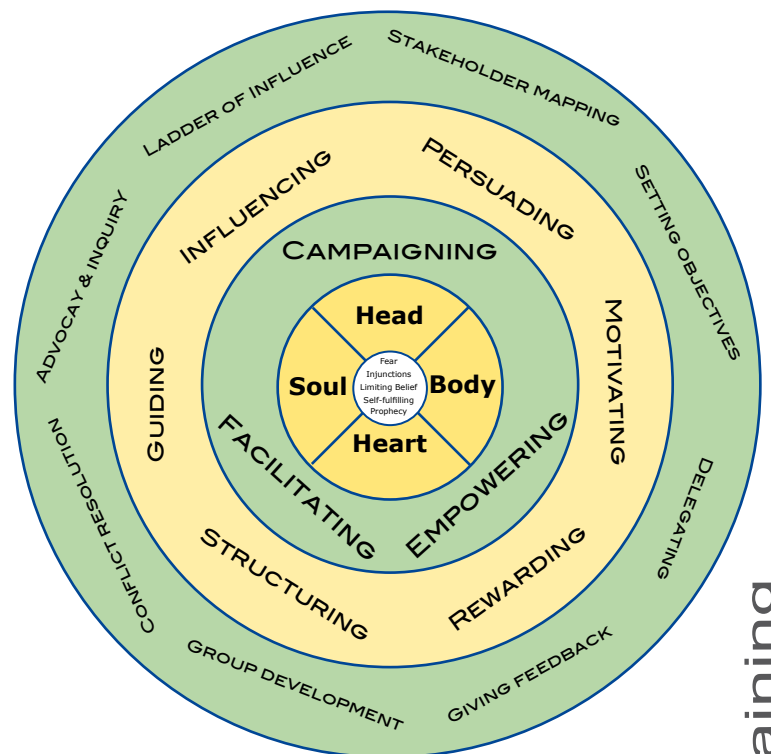 LADDER OF INFLUENCE
STAKEHOLDER MAPPING
SETTING OBJECTIVES
DELEGATING
GIVING FEEDBACK
GROUP DEVELOPMENT
CONFLICT RESOLUTION
ADVOCAY & INQUIRY
INFLUENCING
PERSUADING
MOTIVATING
REWARDING
STRUCTURING
GUIDING
CAMPAIGNING
EMPOWERING
FACILITATING
Head
Soul
Body
Heart
Fear
Injunctions
Limiting Belief
Self-fulfilling
Prophecy
aining